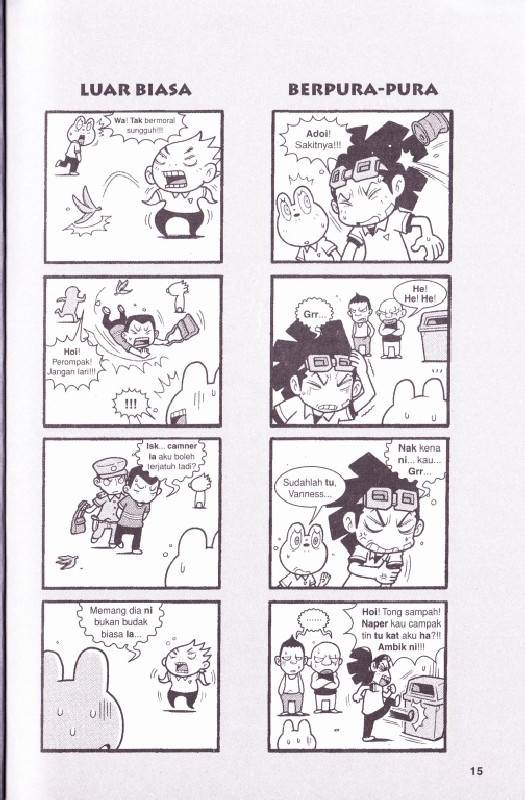 LUAR BIASA
Wa! Tak bermoral
sungguh!!!
Hoi!
Perompak!
Jangan lari!!!
!!!
Isk... camner
la aku boleh
terjatuh tadi?
Memang dia ni
bukan budak
biasa la...
BERPURA-PURA
Adoi!
Sakitnya!!!
He!
He! He!
Grr...
Nak kena
ni... kau...
Grr...
Sudahlah tu,
Vanness....
......
Hoi! Tong sampah!
Naper kau campak
tin tu kat aku ha?!!
Ambik ni!!!
15